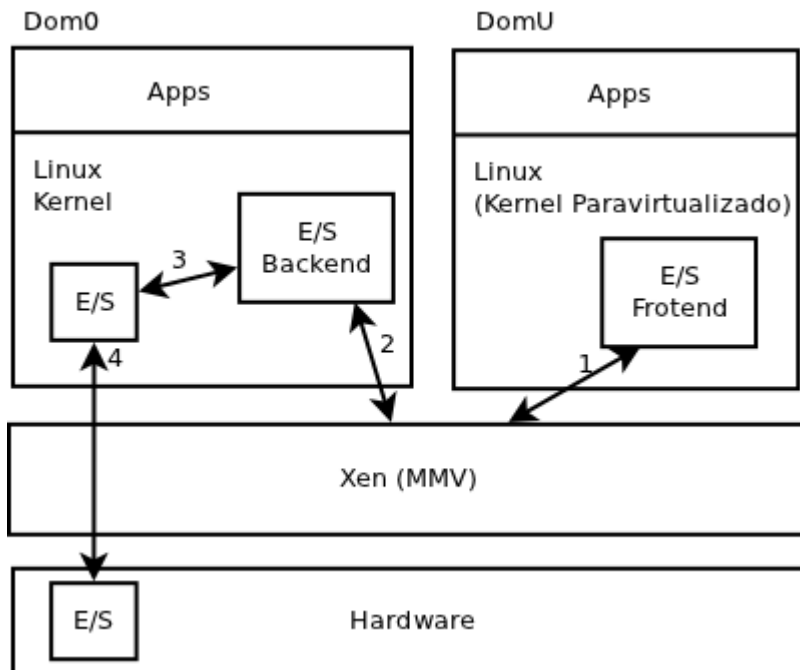 Dom0
DomU
Apps
Apps
Linux
Kernel
E/S
Backend
3
E/S
2
4
Linux
(Kernel Paravirtualizado)
E/S
Frotend
1
Xen (MMV)
E/S
Hardware